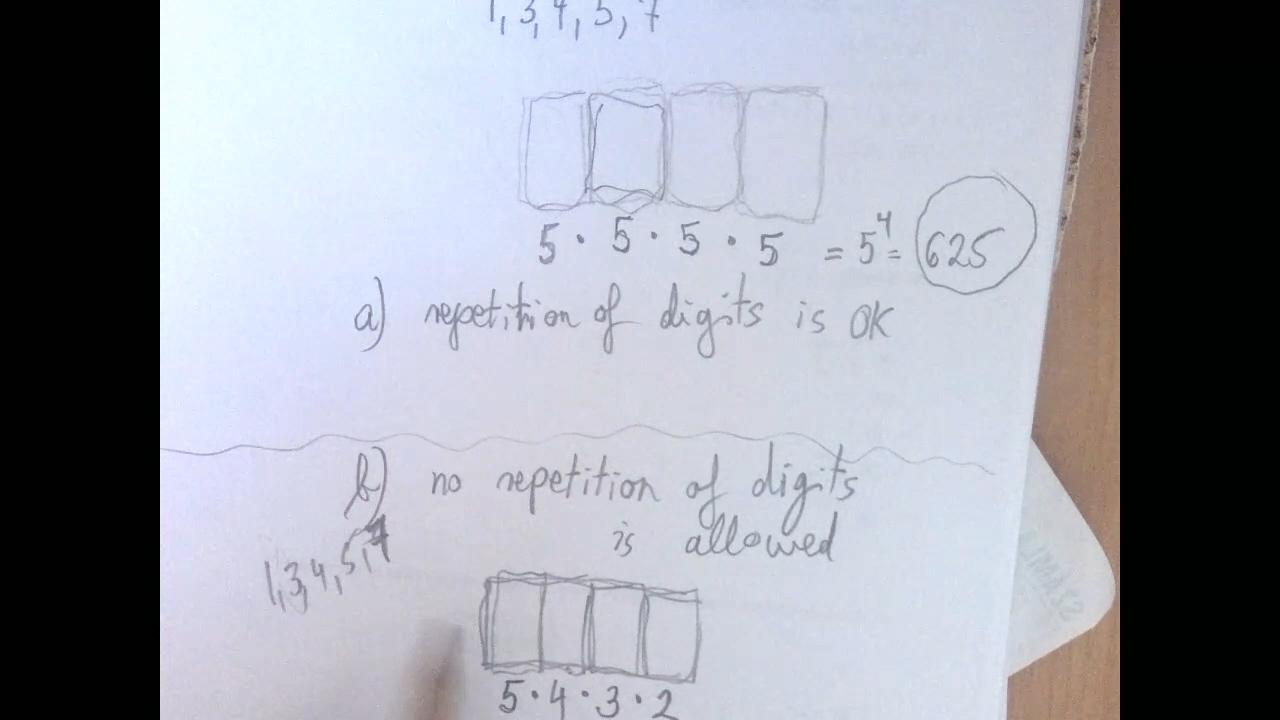 1, 3, 4, 5, 7
5 · 5 · 5 · 5 = 5⁴ = 625
a) repetition of digits is OK
b) no repetition of digits
is allowed
1, 3, 4, 5, 7
5 · 4 · 3 · 2